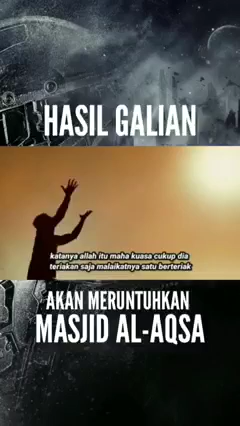 HASIL GALIAN
katanya allah itu maha kuasa cukup dia
teriakan saja malaikatnya satu berteriak
AKAN MERUNTUHKAN
MASJID AL-AQSA